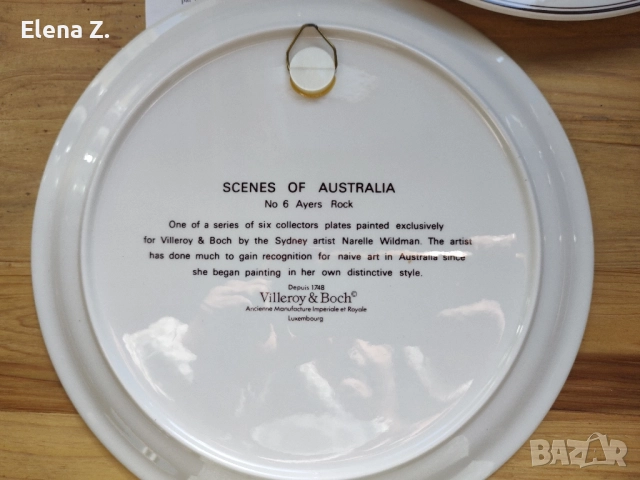 Elena Z.
SCENES OF AUSTRALIA
No 6 Ayers Rock
One of a series of six collectors plates painted exclusively
for Villeroy & Boch by the Sydney artist Narelle Wildman. The artist
has done much to gain recognition for naive art in Australia since
she began painting in her own distinctive style.
Depuis 1748
Villeroy & Boch©
Ancienne Manufacture Imperiale et Royale
Luxembourg
BAZAR